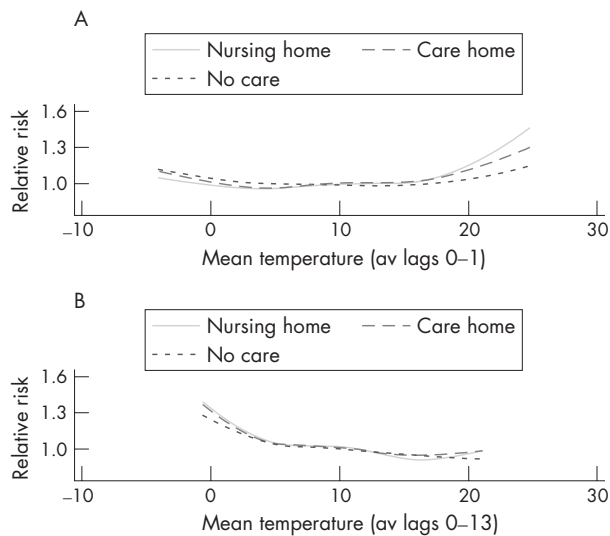 A
Nursing home
Care home
No care
1.6
1.3
1.0
Relative risk
–10
0
10
20
30
Mean temperature (av lags 0–1)
B
Nursing home
Care home
No care
1.6
1.3
1.0
Relative risk
–10
0
10
20
30
Mean temperature (av lags 0–13)